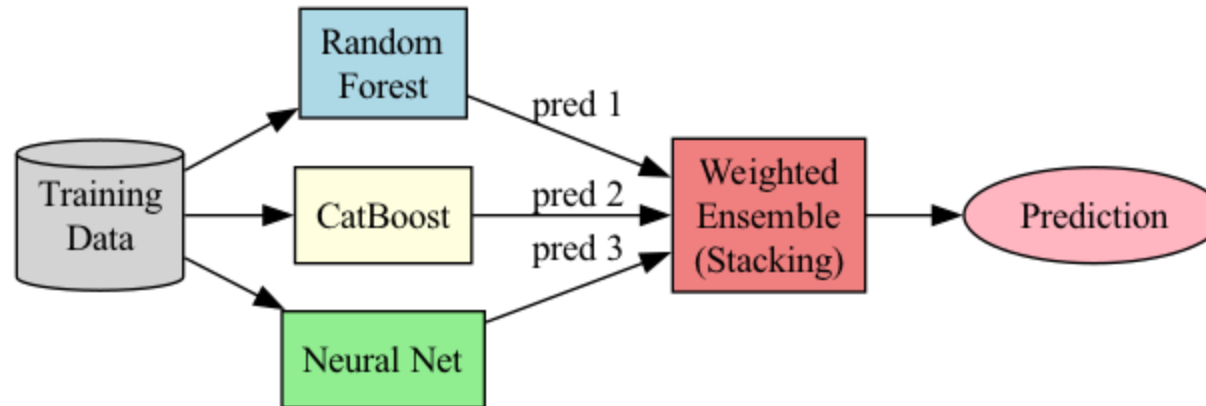 Random
Forest
pred 1
Training
Data
CatBoost
pred 2
Weighted
Ensemble
(Stacking)
Prediction
pred 3
Neural Net